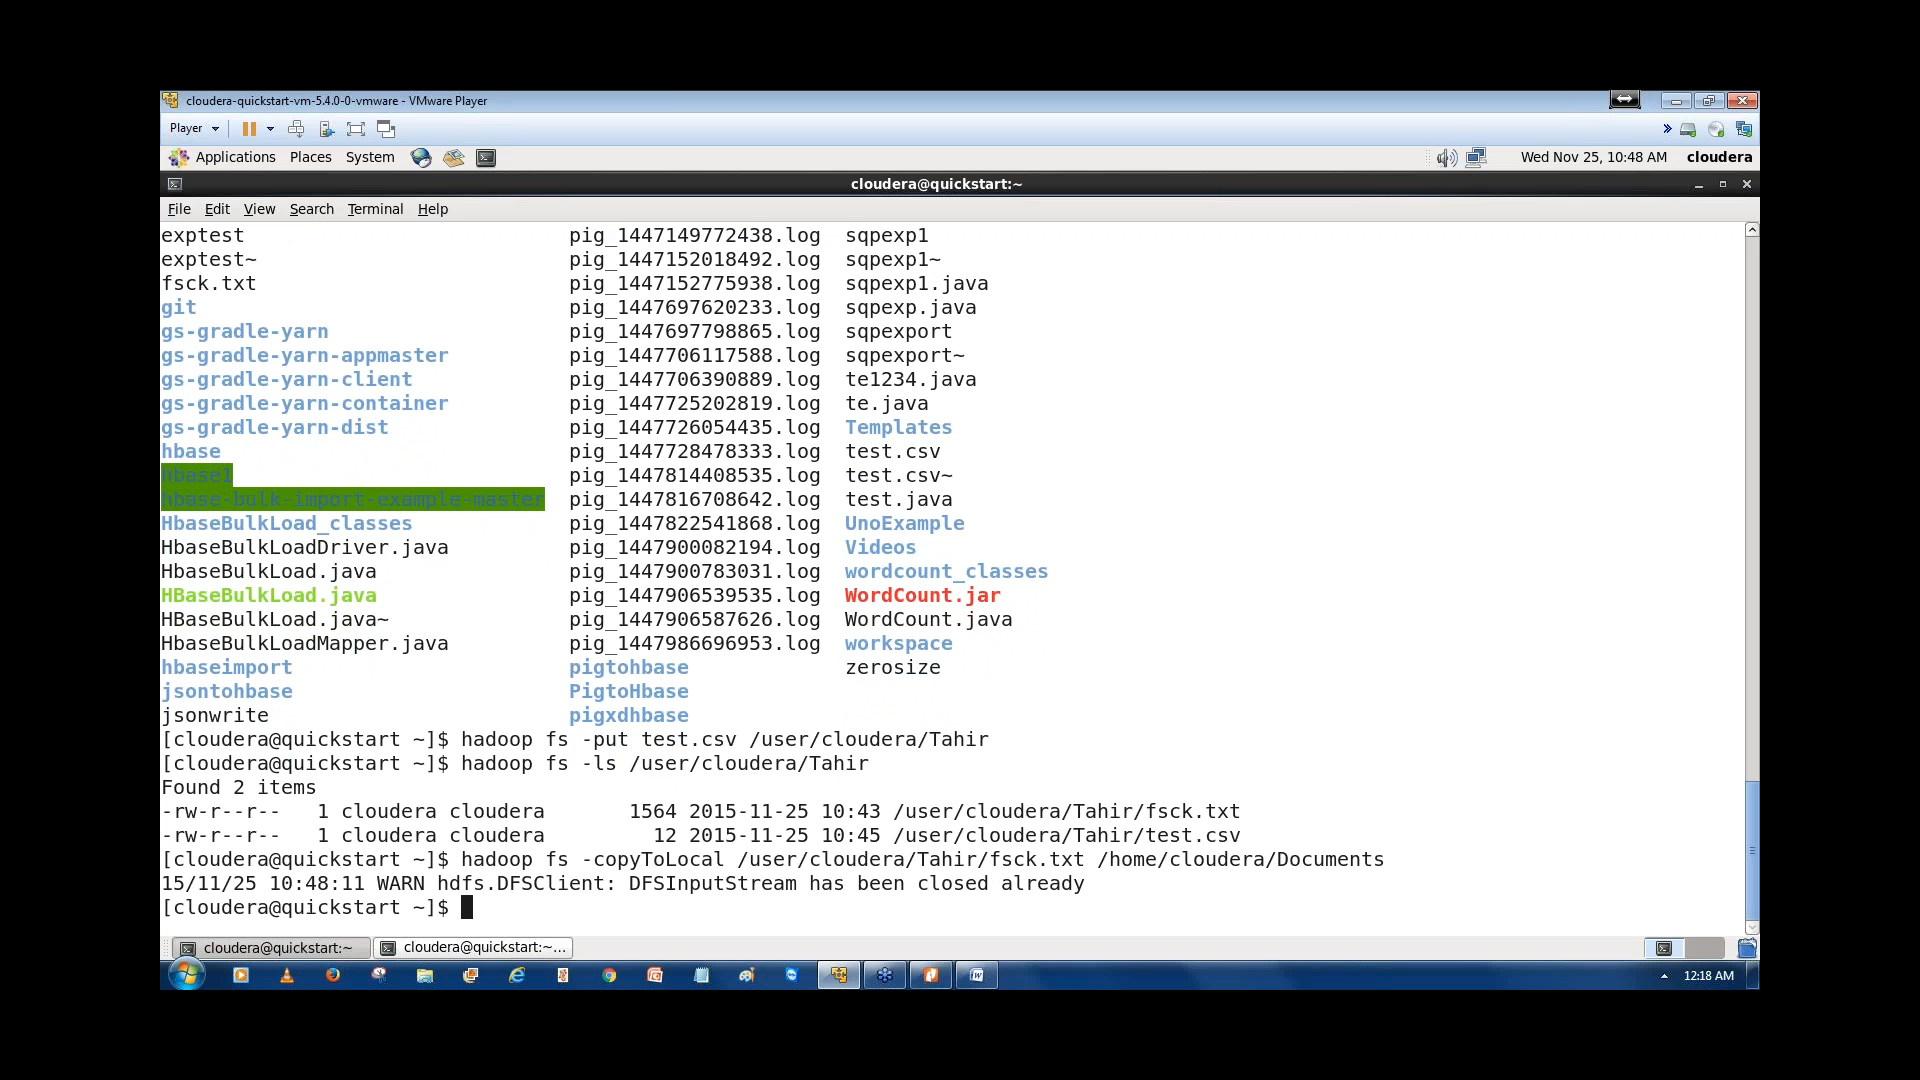 cloudera-quickstart-vm-5.4.0-0-vmware - VMware Player
Player
Applications Places System Wed Nov 25, 10:48 AM cloudera
cloudera@quickstart:~
File Edit View Search Terminal Help
exptest pig_1447149772438.log sqpexp1
exptest~ pig_1447152018492.log sqpexp1~
fsck.txt pig_1447152775938.log sqpexp1.java
git pig_1447697620233.log sqpexp.java
gs-gradle-yarn pig_1447697798865.log sqpexport
gs-gradle-yarn-appmaster pig_1447706117588.log sqpexport~
gs-gradle-yarn-client pig_1447706390889.log te1234.java
gs-gradle-yarn-container pig_1447725202819.log te.java
gs-gradle-yarn-dist pig_1447726054435.log Templates
hbase pig_1447728478333.log test.csv
hbase1 pig_1447814408535.log test.csv~
hbase-bulk-import-example-master pig_1447816708642.log test.java
HbaseBulkLoad_classes pig_1447822541868.log UnoExample
HbaseBulkLoadDriver.java pig_1447900082194.log Videos
HbaseBulkLoad.java pig_1447900783031.log wordcount_classes
HBaseBulkLoad.java pig_1447906539535.log WordCount.jar
HBaseBulkLoad.java~ pig_1447906587626.log WordCount.java
HbaseBulkLoadMapper.java pig_1447986696953.log workspace
hbaseimport pigtohbase zerosize
jsontohbase PigtoHbase
jsonwrite pigxdhbase
[cloudera@quickstart ~]$ hadoop fs -put test.csv /user/cloudera/Tahir
[cloudera@quickstart ~]$ hadoop fs -ls /user/cloudera/Tahir
Found 2 items
-rw-r--r-- 1 cloudera cloudera 1564 2015-11-25 10:43 /user/cloudera/Tahir/fsck.txt
-rw-r--r-- 1 cloudera cloudera 12 2015-11-25 10:45 /user/cloudera/Tahir/test.csv
[cloudera@quickstart ~]$ hadoop fs -copyToLocal /user/cloudera/Tahir/fsck.txt /home/cloudera/Documents
15/11/25 10:48:11 WARN hdfs.DFSClient: DFSInputStream has been closed already
[cloudera@quickstart ~]$
cloudera@quickstart:~ cloudera@quickstart:~...
12:18 AM